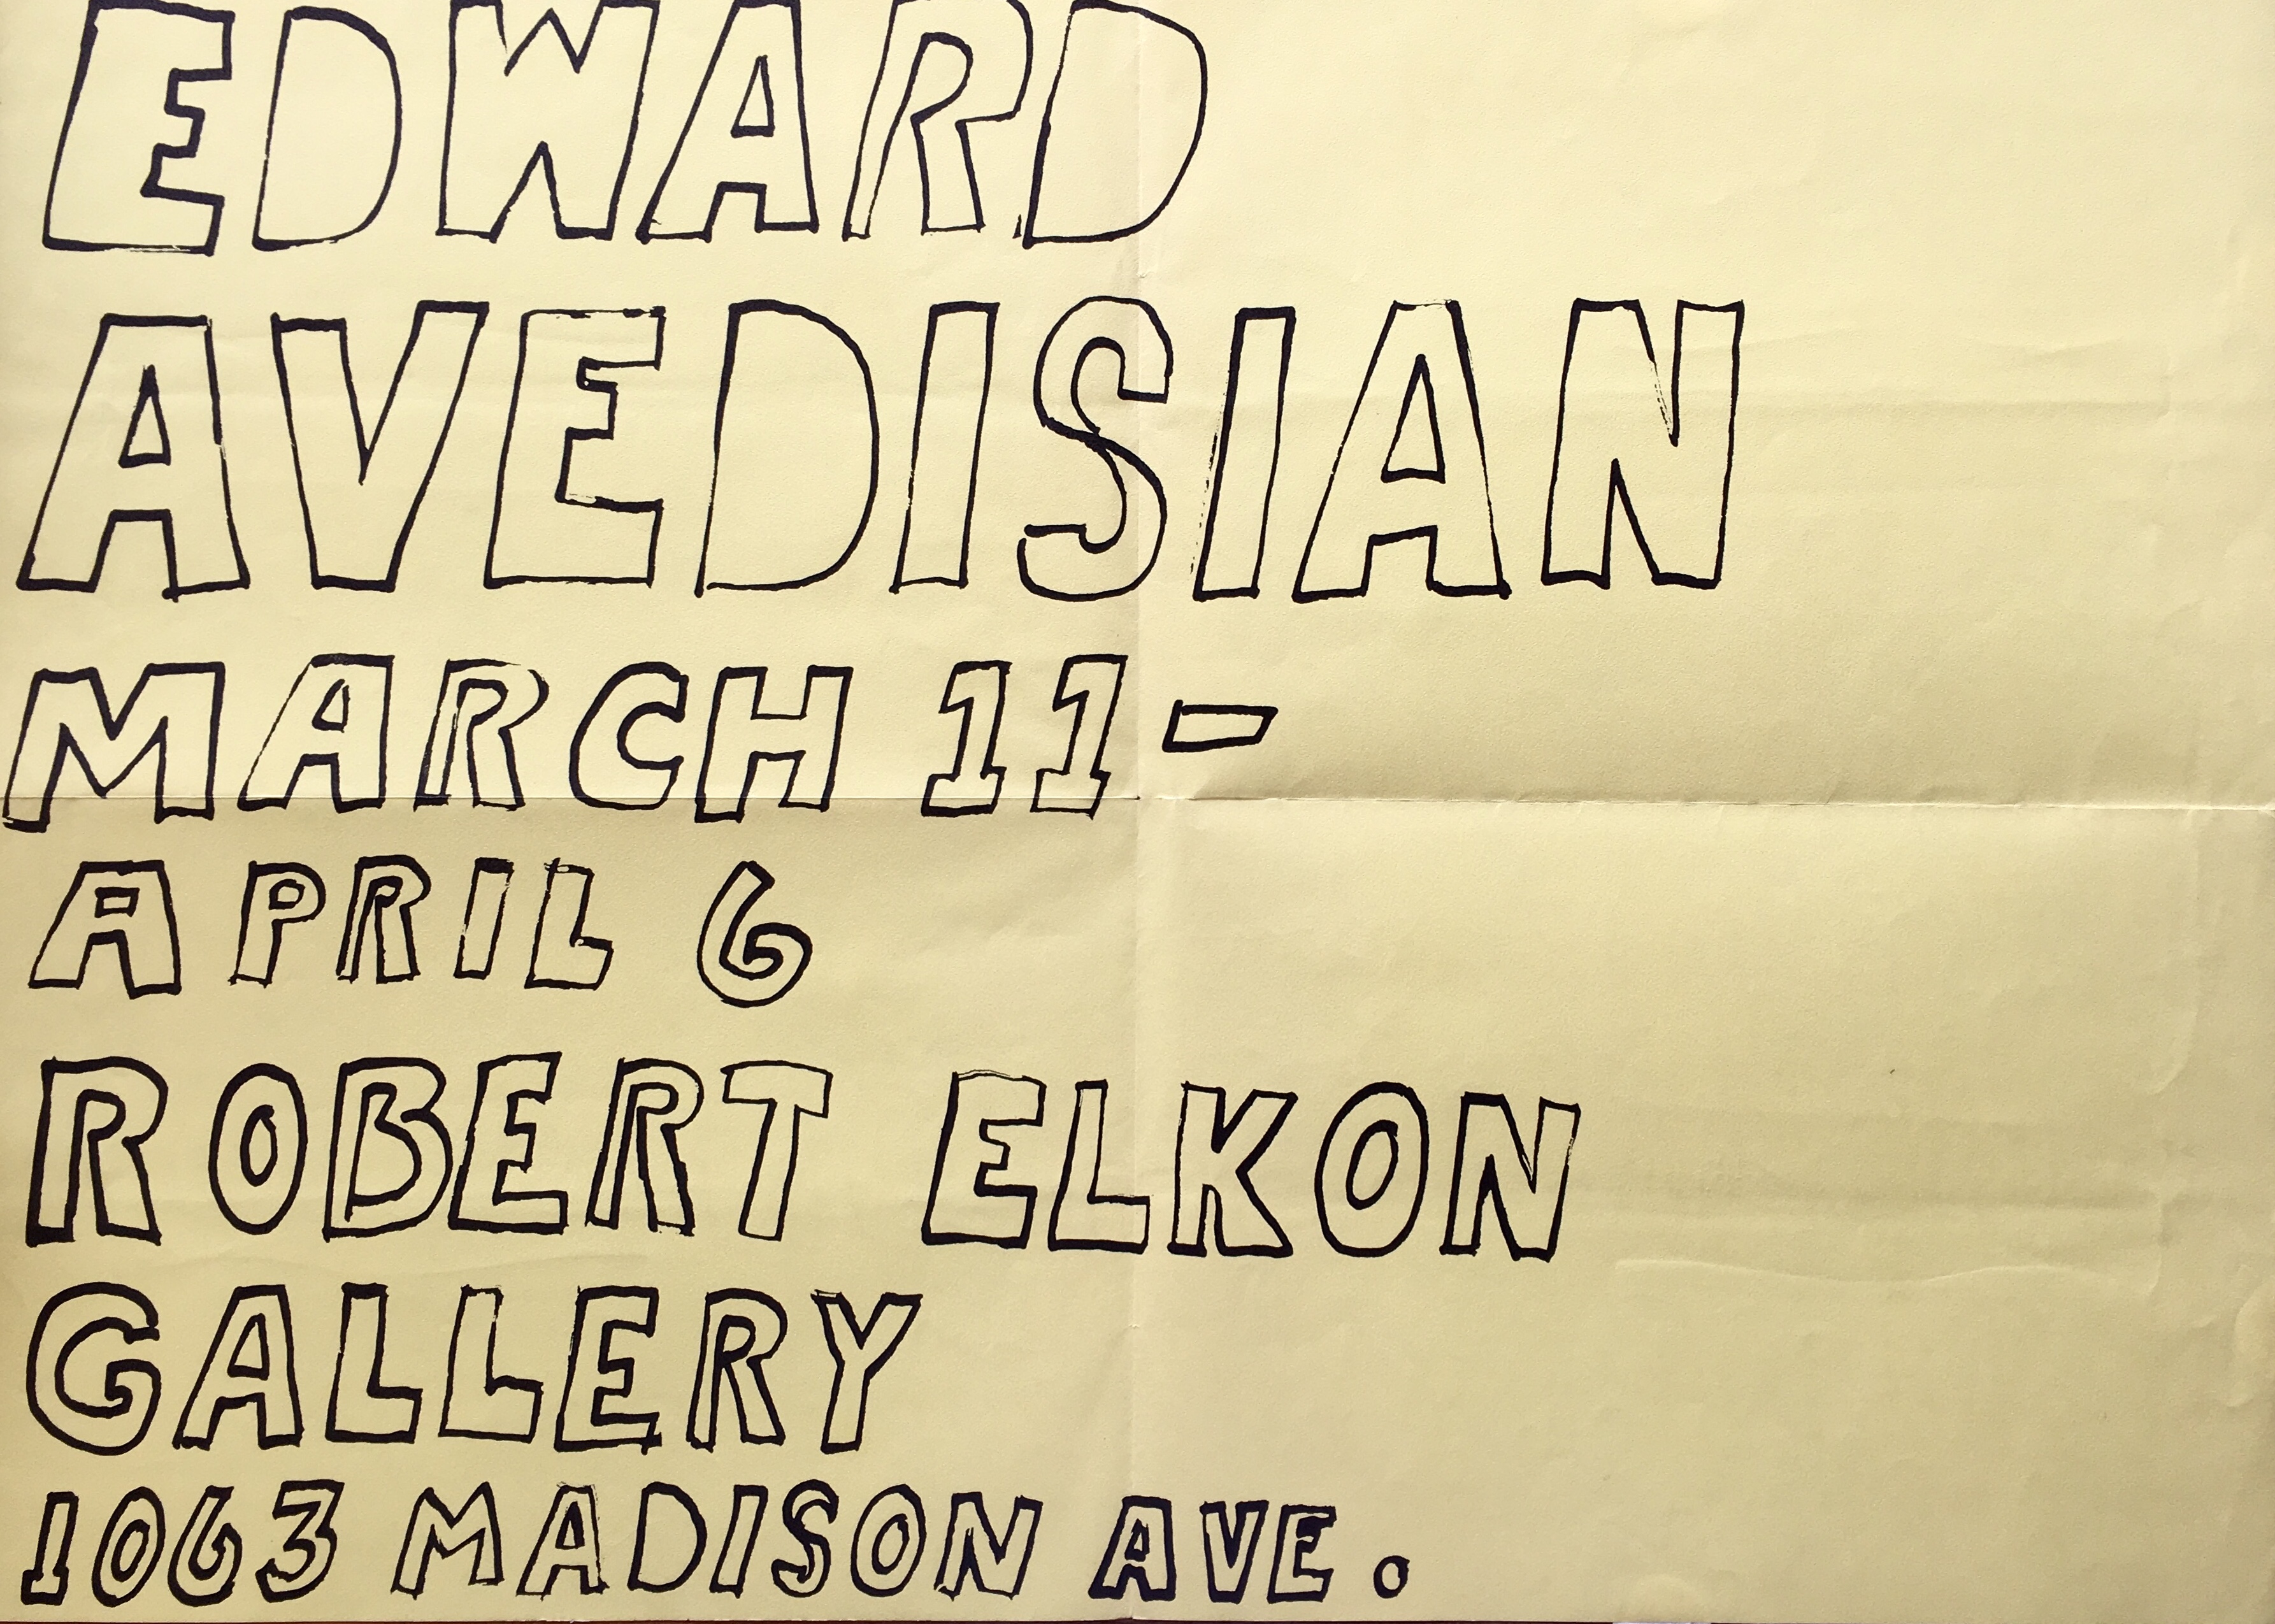 EDWARD
AVEDISIAN
MARCH 11-
APRIL 6
ROBERT ELKON
GALLERY
1063 MADISON AVE.